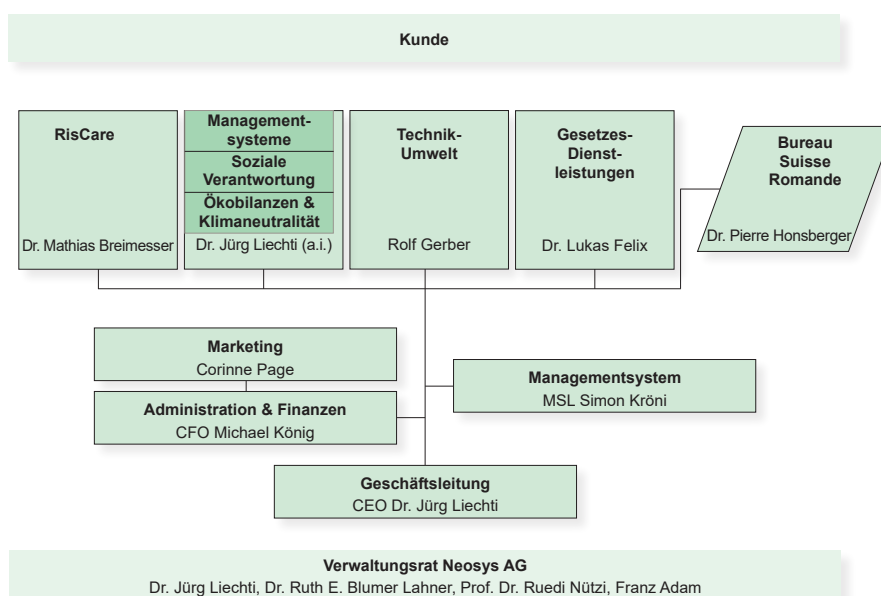 Kunde
RisCare
Dr. Mathias Breimesser
Management-
systeme
Soziale
Verantwortung
Ökobilanzen &
Klimaneutralität
Dr. Jürg Liechti (a.i.)
Technik-
Umwelt
Rolf Gerber
Gesetzes-
Dienst-
leistungen
Dr. Lukas Felix
Bureau
Suisse
Romande
Dr. Pierre Honsberger
Marketing
Corinne Page
Administration & Finanzen
CFO Michael König
Managementsystem
MSL Simon Kröni
Geschäftsleitung
CEO Dr. Jürg Liechti
Verwaltungsrat Neosys AG
Dr. Jürg Liechti, Dr. Ruth E. Blumer Lahner, Prof. Dr. Ruedi Nützi, Franz Adam